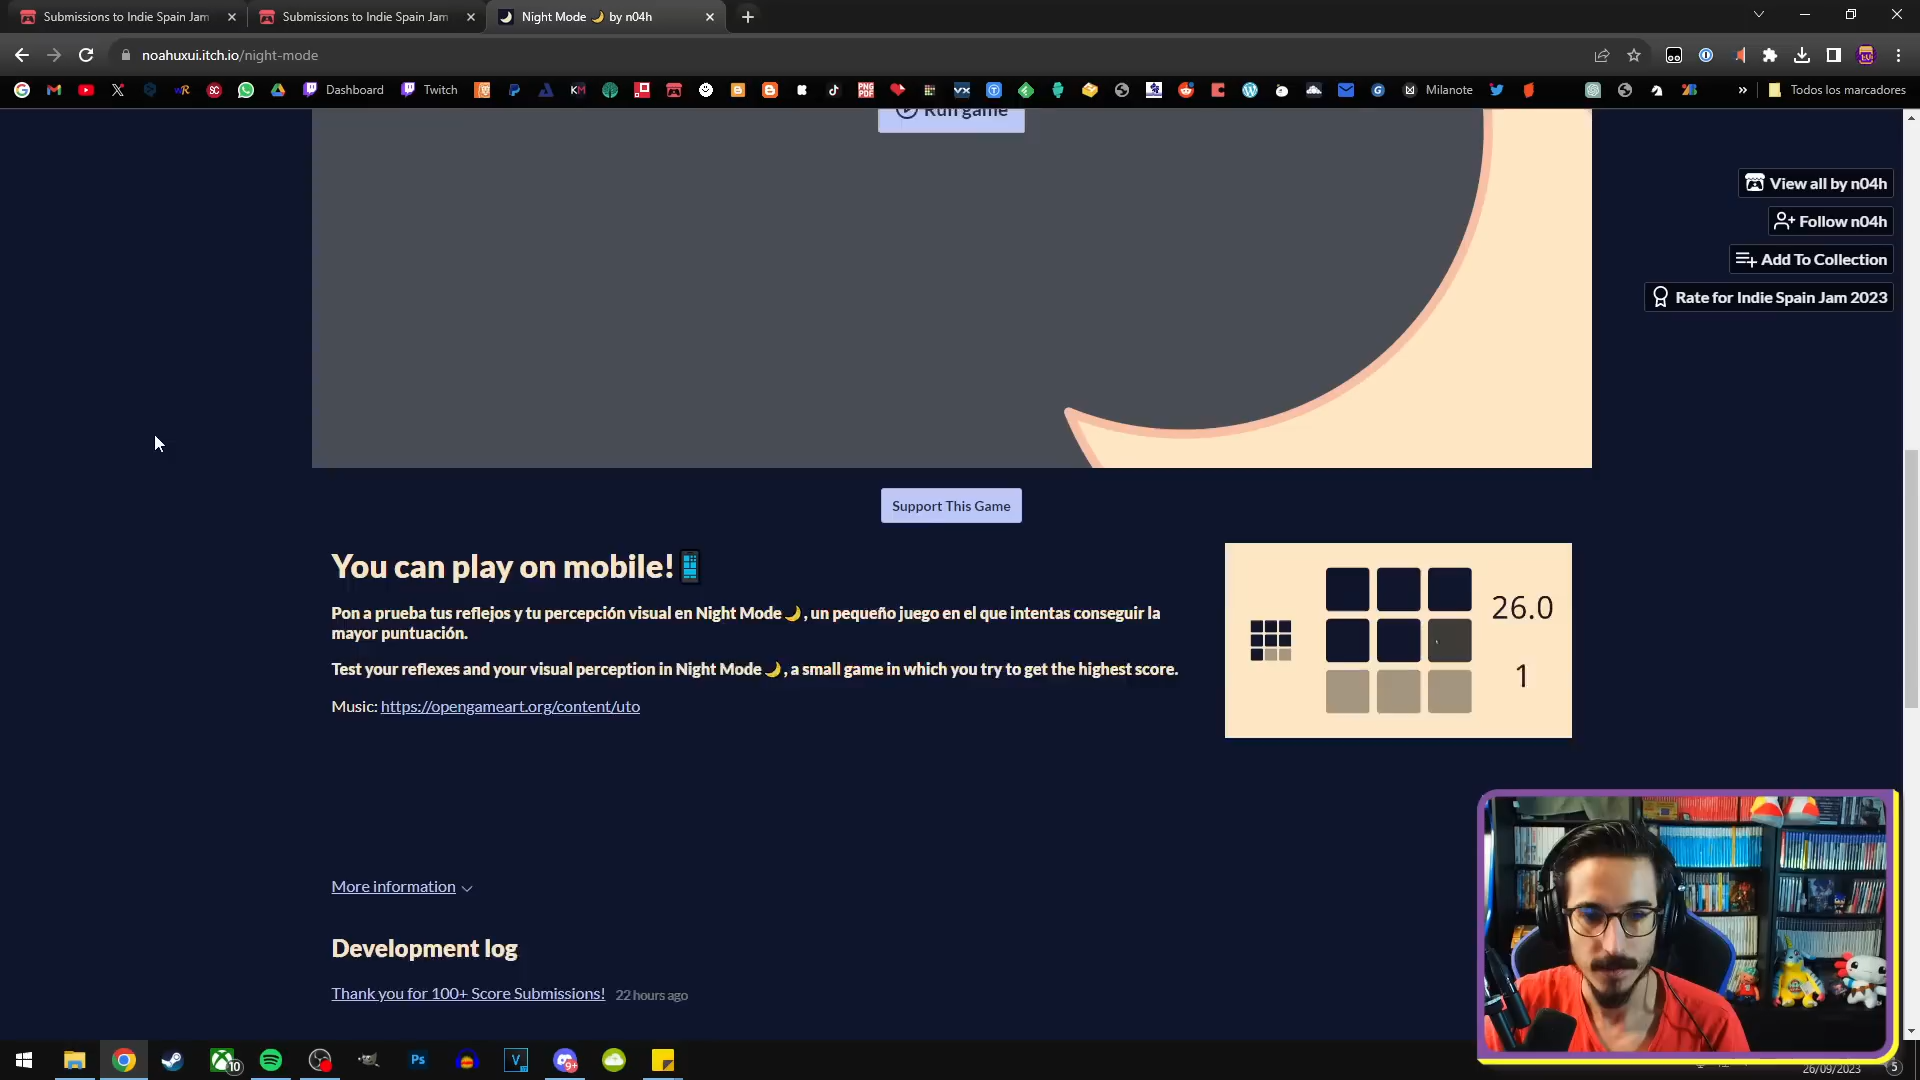 Submissions to Indie Spain Jam
Submissions to Indie Spain Jam
Night Mode 🌙 by n04h
noahuxui.itch.io/night-mode
Dashboard
Twitch
Milanote
Todos los marcadores
Run game
View all by n04h
Follow n04h
Add To Collection
Rate for Indie Spain Jam 2023
Support This Game
You can play on mobile!📱
Pon a prueba tus reflejos y tu percepción visual en Night Mode 🌙, un pequeño juego en el que intentas conseguir la
mayor puntuación.
Test your reflexes and your visual perception in Night Mode 🌙, a small game in which you try to get the highest score.
Music: https://opengameart.org/content/uto
26.0
1
More information
Development log
Thank you for 100+ Score Submissions! 22 hours ago
10
Ps
V
9+
26/09/2023
5